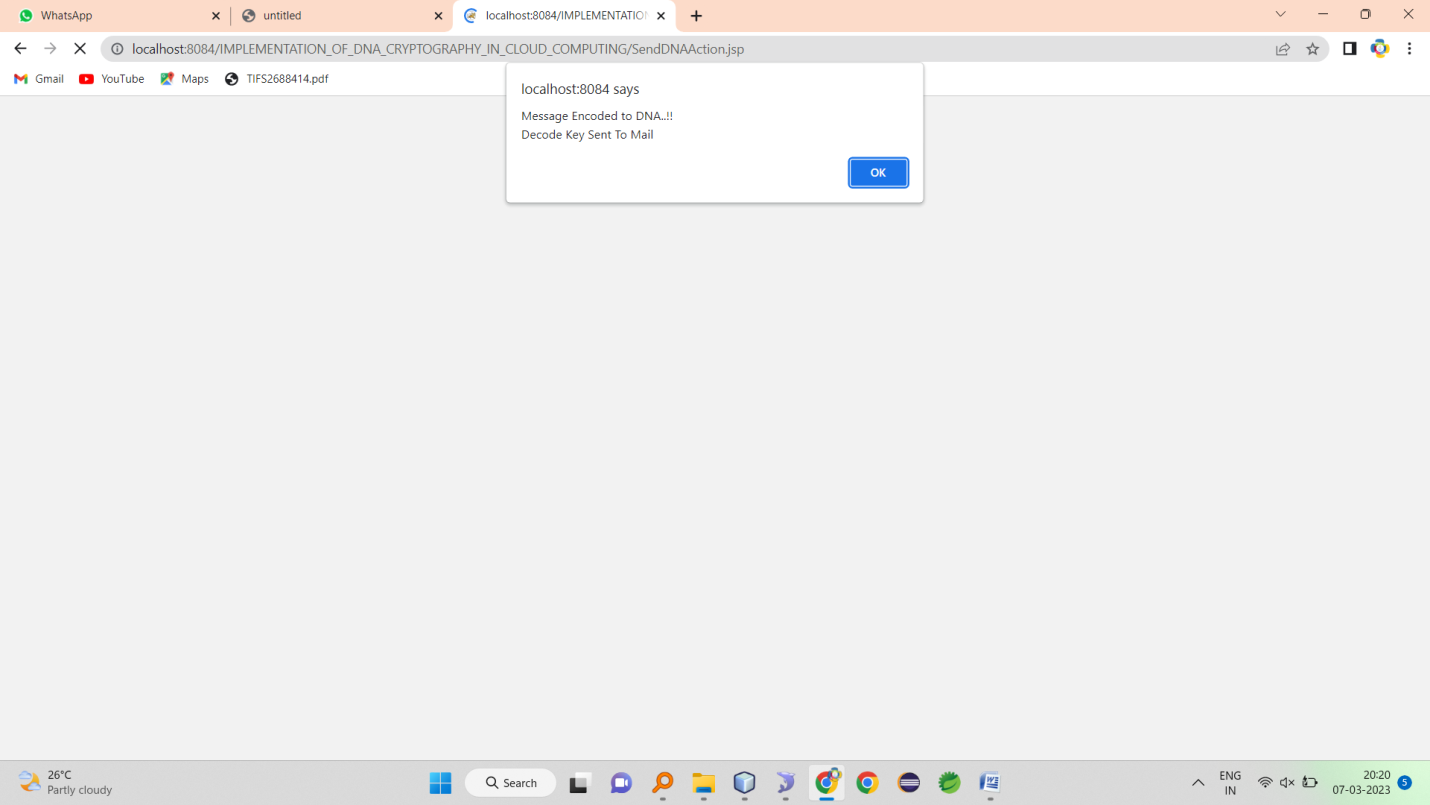 WhatsApp
untitled
localhost:8084/IMPLEMENTATION
localhost:8084/IMPLEMENTATION_OF_DNA_CRYPTOGRAPHY_IN_CLOUD_COMPUTING/SendDNAAction.jsp
Gmail
YouTube
Maps
TIFS2688414.pdf
localhost:8084 says
Message Encoded to DNA..!!
Decode Key Sent To Mail
OK
26°C
Partly cloudy
Search
ENG
IN
20:20
07-03-2023
5